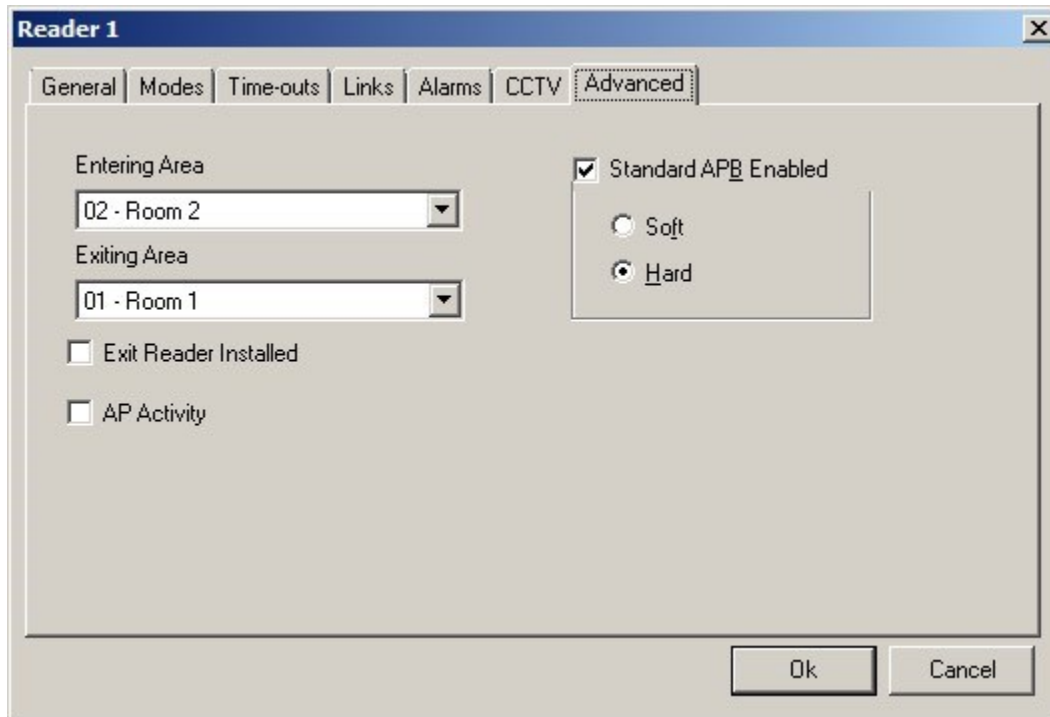 Reader 1
General Modes Time-outs Links Alarms CCTV Advanced
Entering Area
02 - Room 2
Exiting Area
01 - Room 1
Exit Reader Installed
AP Activity
Standard APB Enabled
Soft
Hard
Ok Cancel